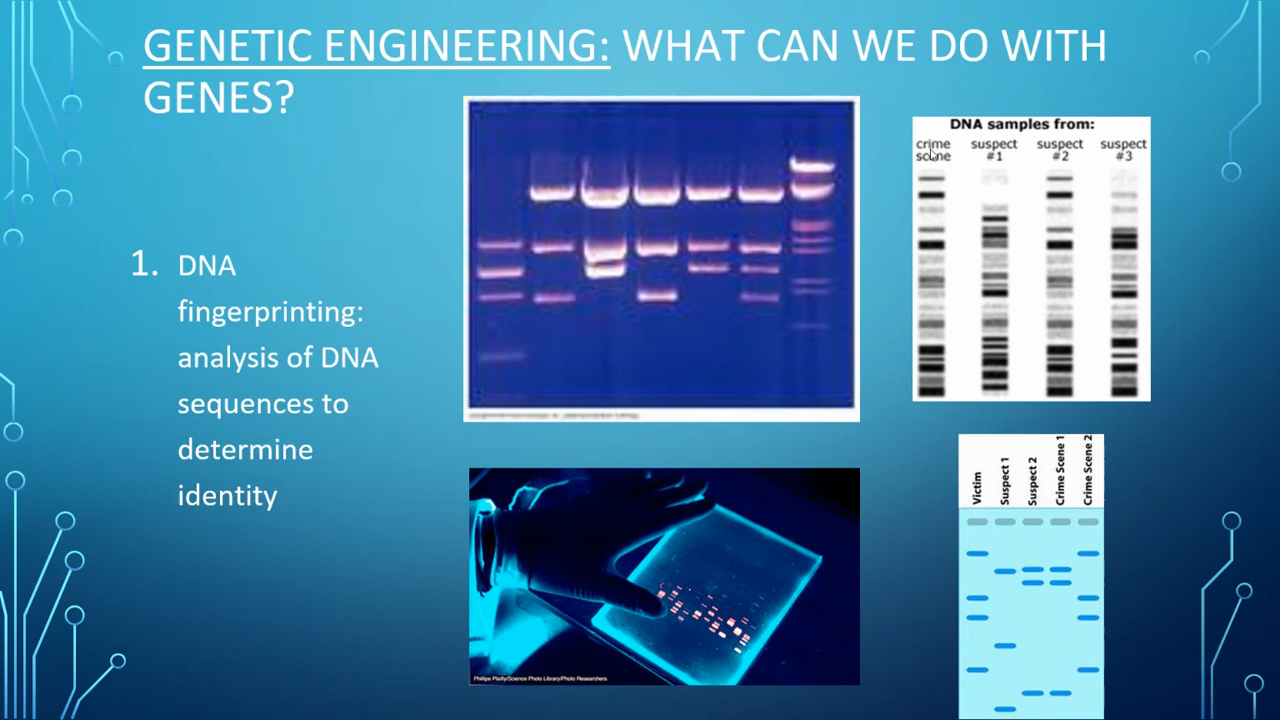 GENETIC ENGINEERING: WHAT CAN WE DO WITH
GENES?
1. DNA
fingerprinting:
analysis of DNA
sequences to
determine
identity
DNA samples from:
crime scene
suspect #1
suspect #2
suspect #3
Victim
Suspect 1
Suspect 2
Crime Scene 1
Crime Scene 2
Phillipe Plailly/Science Photo Library/Photo Researchers